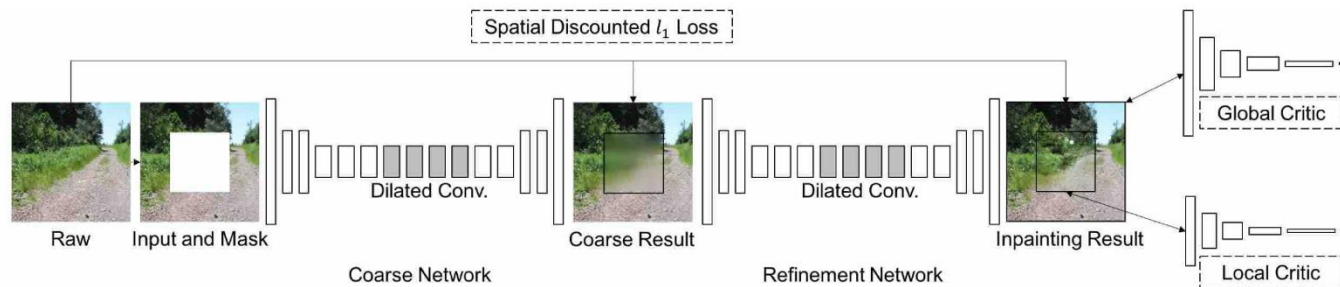 Spatial Discounted l₁ Loss
Global Critic
Dilated Conv.
Dilated Conv.
Raw
Input and Mask
Coarse Result
Inpainting Result
Coarse Network
Refinement Network
Local Critic